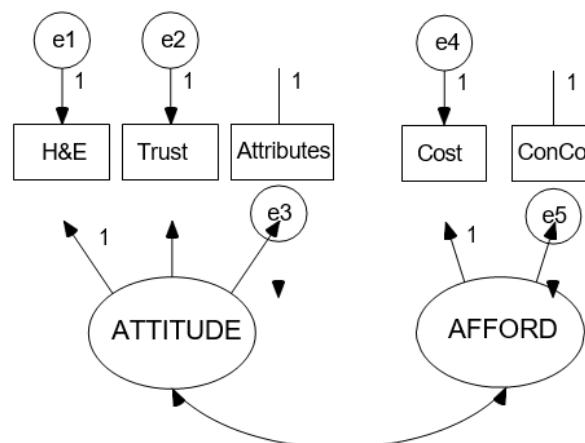 e1
e2
e4
1
1
1
1
1
H&E
Trust
Attributes
Cost
ConCo
e3
e5
1
1
ATTITUDE
AFFORD